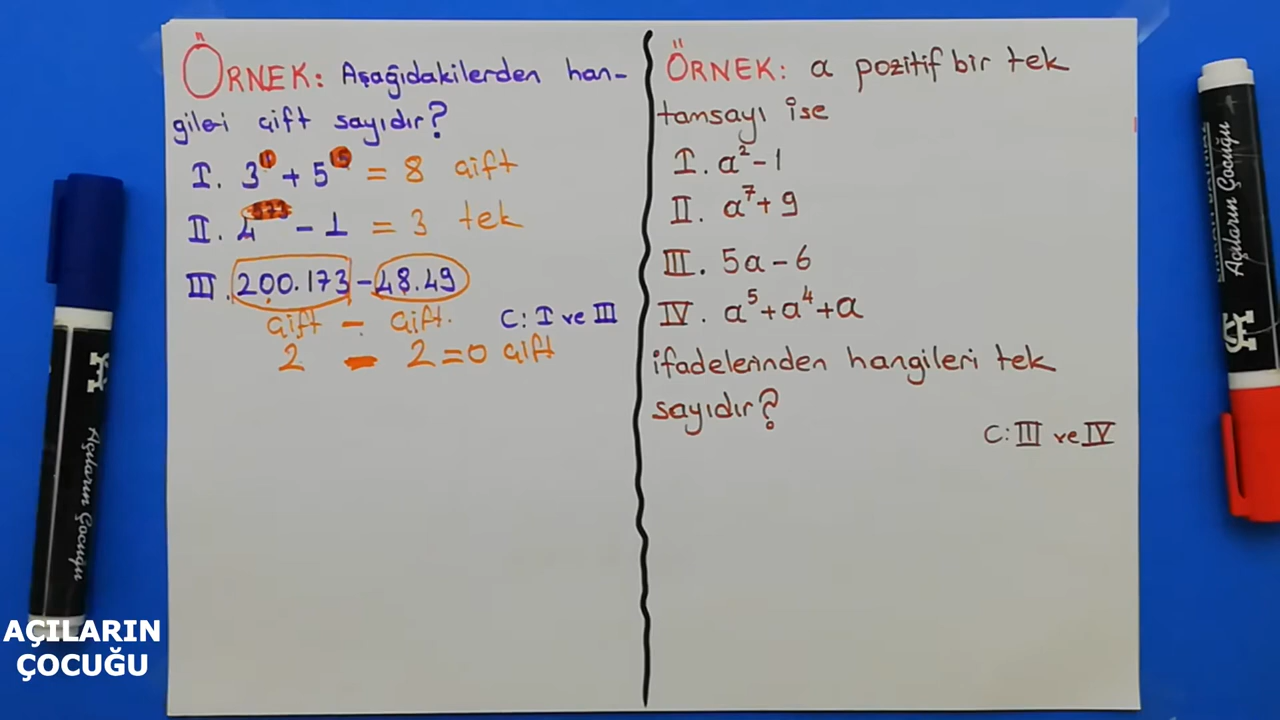 ÖRNEK: Aşağıdakilerden han-
gileri çift sayıdır?
I. 3 + 5 = 8 çift
II. 4 - 1 = 3 tek
III. 200.173 - 48.49
çift - çift.
C: I ve III
2 - 2 = 0 çift
ÖRNEK: a pozitif bir tek
tamsayı ise
I. a² - 1
II. a⁷ + 9
III. 5a - 6
IV. a⁵ + a⁴ + a
ifadelerinden hangileri tek
sayıdır?
C: III ve IV
Açıların Çocuğu
Açıların Çocuğu
AÇILARIN
ÇOCUĞU